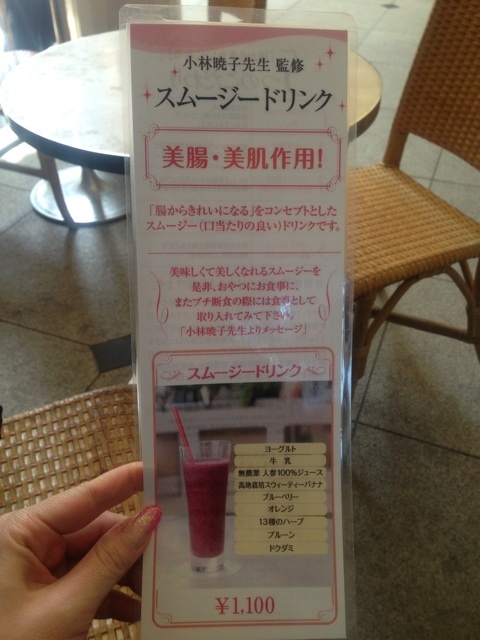 小林暁子先生 監修
スムージードリンク
美腸・美肌作用!
「腸からきれいになる」をコンセプトとした
スムージー(口当たりの良い)ドリンクです。
美味しくて美しくなれるスムージーを
是非、おやつにお食事に、
またプチ断食の際には食事として
取り入れてみて下さい。
「小林暁子先生よりメッセージ」
スムージードリンク
ヨーグルト
牛 乳
無農薬 人参100%ジュース
高地栽培スウィーティーバナナ
ブルーベリー
オレンジ
13種のハーブ
プルーン
ドクダミ
¥1,100